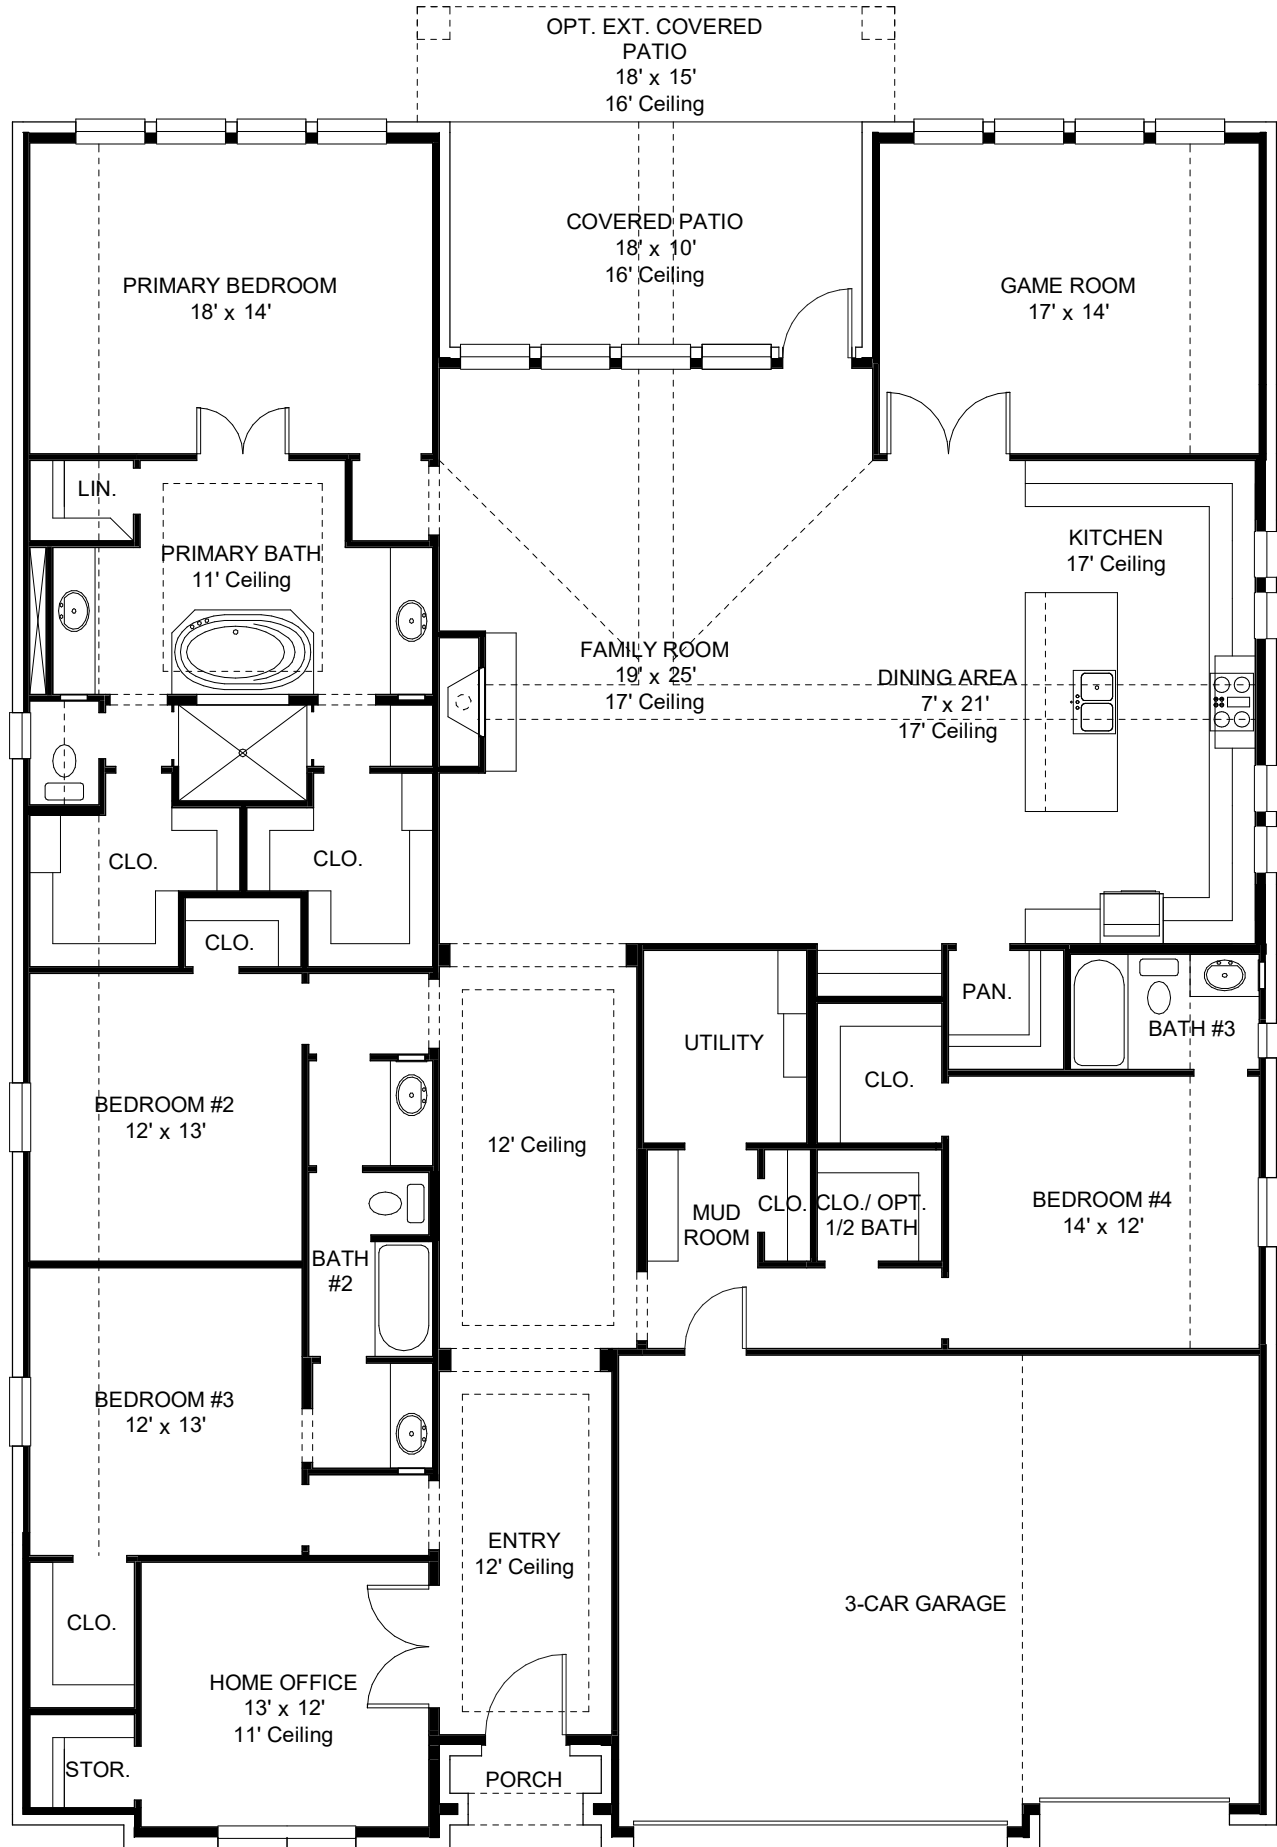 OPT. EXT. COVERED
PATIO
18' x 15'
16' Ceiling
COVERED PATIO
18' x 10'
16' Ceiling
PRIMARY BEDROOM
18' x 14'
GAME ROOM
17' x 14'
LIN.
PRIMARY BATH
11' Ceiling
KITCHEN
17' Ceiling
FAMILY ROOM
19' x 25'
17' Ceiling
DINING AREA
7' x 21'
17' Ceiling
CLO.
CLO.
CLO.
PAN.
BATH #3
UTILITY
CLO.
BEDROOM #2
12' x 13'
12' Ceiling
MUD
ROOM
CLO.
CLO./ OPT.
1/2 BATH
BEDROOM #4
14' x 12'
BATH
#2
BEDROOM #3
12' x 13'
ENTRY
12' Ceiling
3-CAR GARAGE
CLO.
HOME OFFICE
13' x 12'
11' Ceiling
STOR.
PORCH